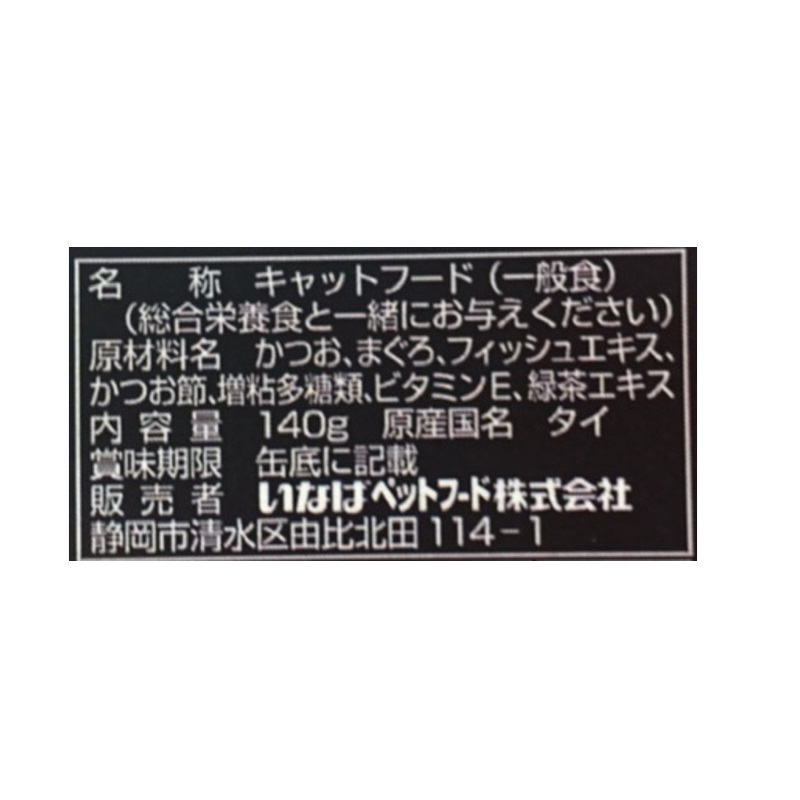 名称 キャットフード（一般食）
（総合栄養食と一緒にお与えください）
原材料名 かつお、まぐろ、フィッシュエキス、
かつお節、増粘多糖類、ビタミンE、緑茶エキス
内容量 140g 原産国名 タイ
賞味期限 缶底に記載
販売者 いなばペットフード株式会社
静岡市清水区由比北田114-1